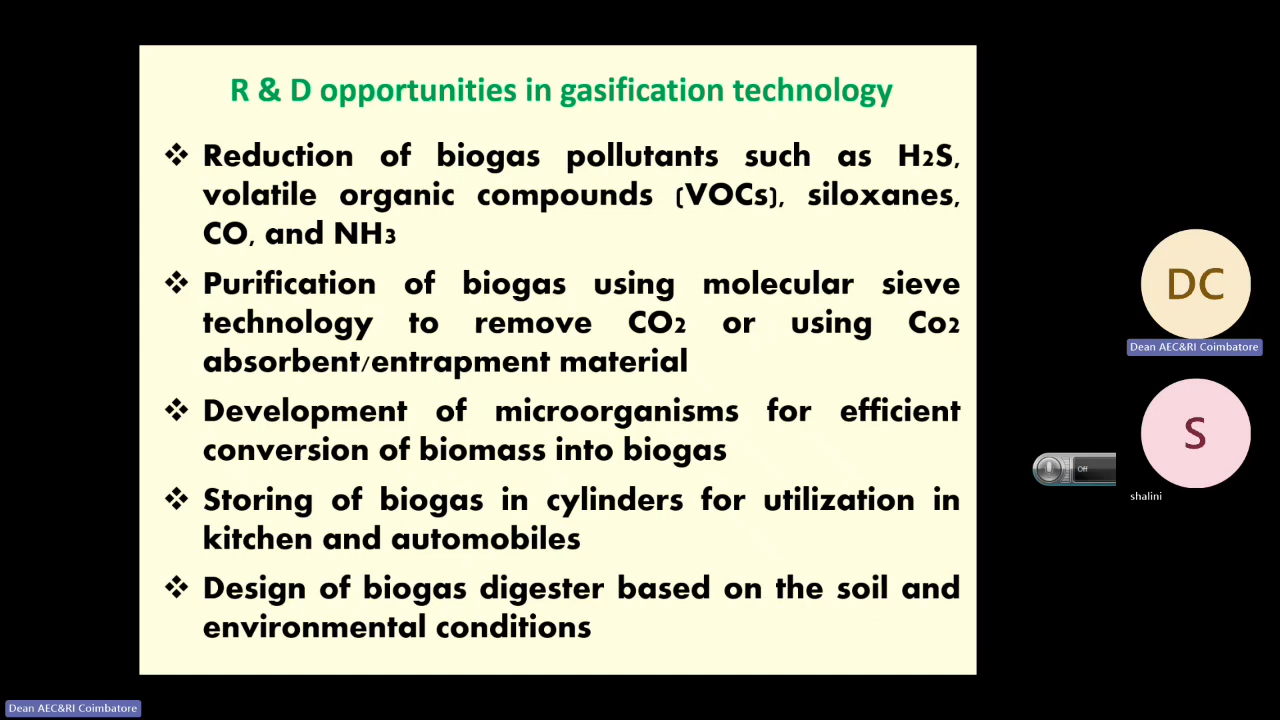 R & D opportunities in gasification technology
❖ Reduction of biogas pollutants such as H2S,
volatile organic compounds (VOCs), siloxanes,
CO, and NH3
❖ Purification of biogas using molecular sieve
technology to remove CO2 or using Co2
absorbent/entrapment material
❖ Development of microorganisms for efficient
conversion of biomass into biogas
❖ Storing of biogas in cylinders for utilization in
kitchen and automobiles
❖ Design of biogas digester based on the soil and
environmental conditions
DC
Dean AEC&RI Coimbatore
S
shalini
Off
Dean AEC&RI Coimbatore